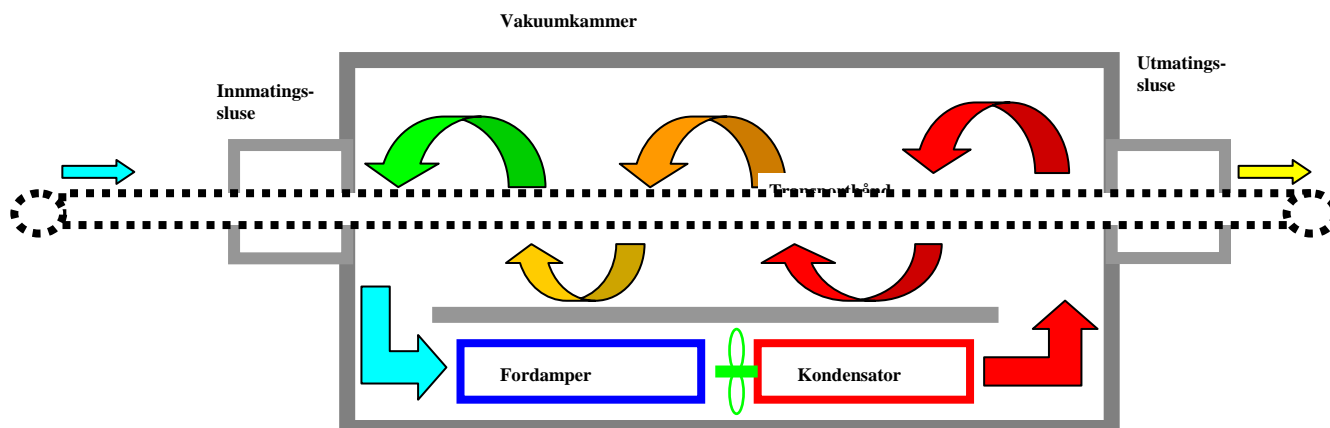 Vakuumkammer
Utmatings-
sluse
Innmatings-
sluse
Fordamper
Kondensator